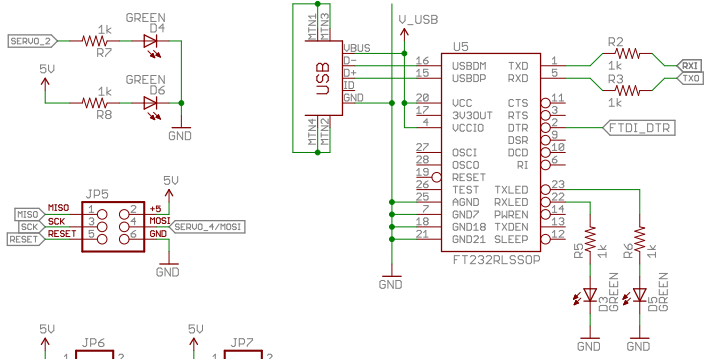 GREEN
D4
1k
R7
SERVO_2
5V
GREEN
D6
1k
R8
GND
MTN1
MTN3
USB
VBUS
D-
D+
ID
GND
MTN4
MTN2
V_USB
U5
16 USBDM TXD 1
15 USBDP RXD 5
20 VCC CTS 11
17 3V3OUT RTS 3
4 VCCIO DTR 2
DSR 9
27 OSCI DCD 10
28 OSCO RI 6
19 RESET
26 TEST TXLED 23
25 AGND RXLED 22
7 GND7 PWREN 14
18 GND18 TXDEN 13
21 GND21 SLEEP 12
FT232RLSSOP
R2
1k
RXI
TXO
R3
1k
FTDI_DTR
R5
1k
R6
1k
D3
GREEN
D5
GREEN
GND
GND
GND
JP5
5V
MISO MISO 1 2 +5
SCK SCK 3 4 MOSI SERVO_4/MOSI
RESET RESET 5 6 GND
GND
5V
JP6
1 2
5V
JP7
1 2